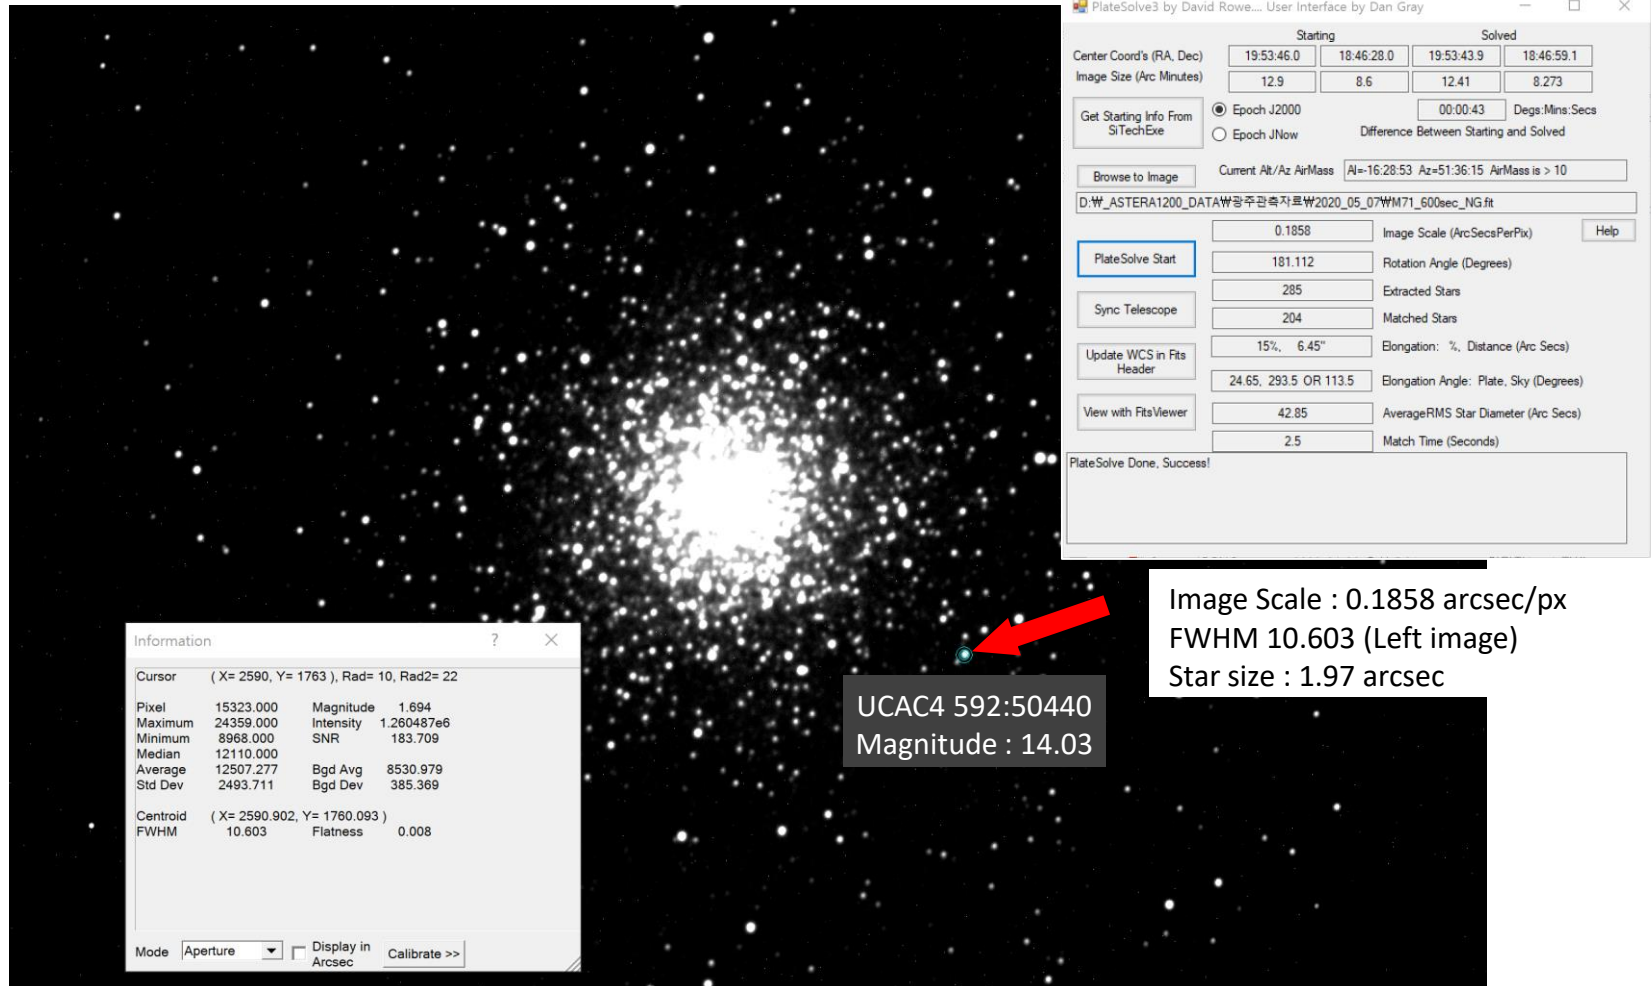 PlateSolve3 by David Rowe.... User Interface by Dan Gray
Starting Solved
Center Coord's (RA, Dec) 19:53:46.0 18:46:28.0 19:53:43.9 18:46:59.1
Image Size (Arc Minutes) 12.9 8.6 12.41 8.273
Get Starting Info From SiTechExe
Epoch J2000 00:00:43 Degs:Mins:Secs
Epoch JNow Difference Between Starting and Solved
Browse to Image Current Alt/Az AirMass Al=-16:28:53 Az=51:36:15 AirMass is > 10
D:₩_ASTERA1200_DATA₩광주관측자료₩2020_05_07₩M71_600sec_NG.fit
0.1858 Image Scale (ArcSecsPerPix) Help
PlateSolve Start 181.112 Rotation Angle (Degrees)
285 Extracted Stars
Sync Telescope 204 Matched Stars
15%, 6.45" Elongation: %, Distance (Arc Secs)
Update WCS in Fits Header
24.65, 293.5 OR 113.5 Elongation Angle: Plate, Sky (Degrees)
View with FitsViewer 42.85 AverageRMS Star Diameter (Arc Secs)
2.5 Match Time (Seconds)
PlateSolve Done, Success!
Image Scale : 0.1858 arcsec/px
FWHM 10.603 (Left image)
Star size : 1.97 arcsec
UCAC4 592:50440
Magnitude : 14.03
Information ?
Cursor ( X= 2590, Y= 1763 ), Rad= 10, Rad2= 22
Pixel 15323.000 Magnitude 1.694
Maximum 24359.000 Intensity 1.260487e6
Minimum 8968.000 SNR 183.709
Median 12110.000
Average 12507.277 Bgd Avg 8530.979
Std Dev 2493.711 Bgd Dev 385.369
Centroid ( X= 2590.902, Y= 1760.093 )
FWHM 10.603 Flatness 0.008
Mode Aperture Display in Arcsec Calibrate >>